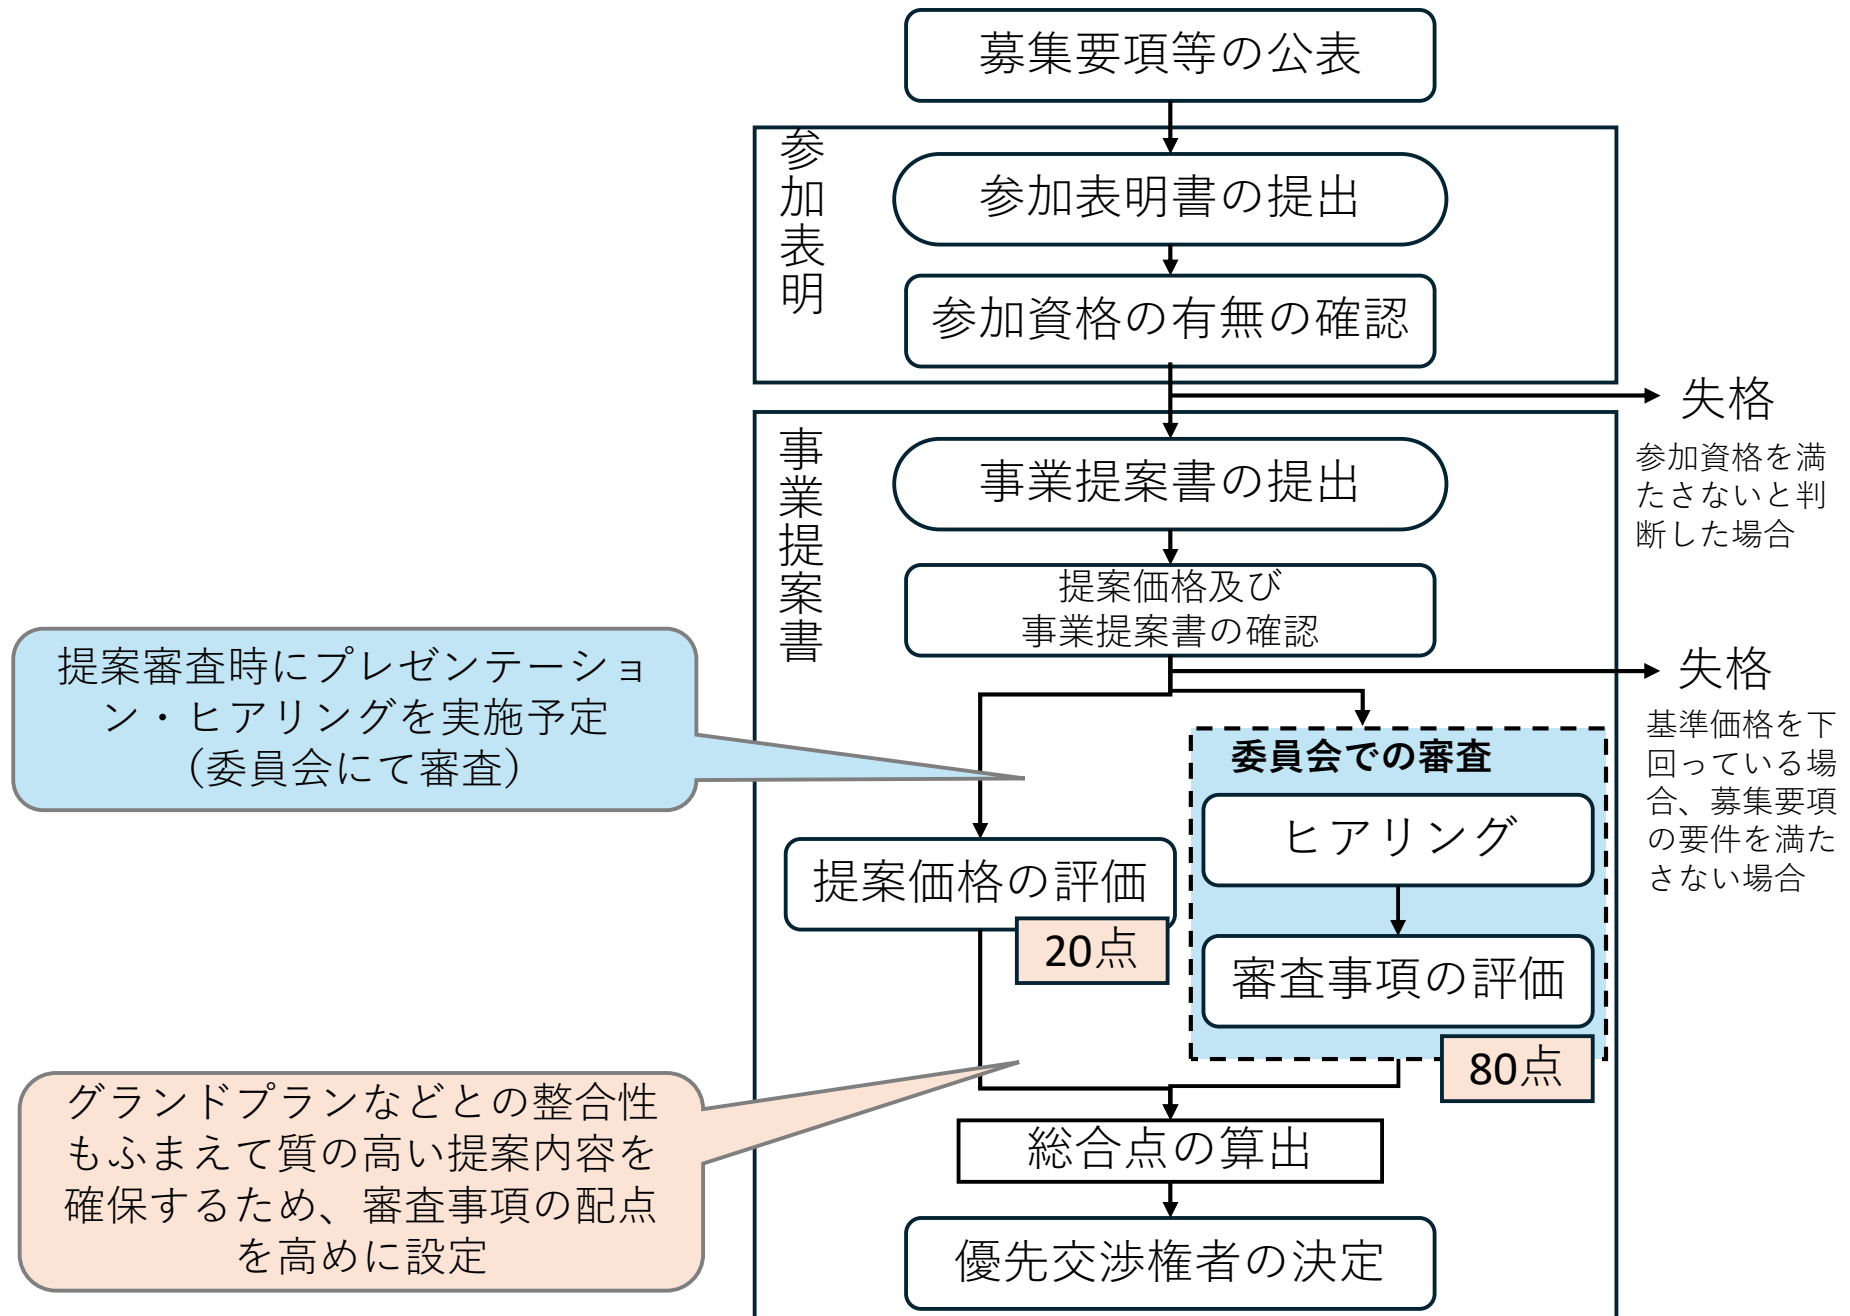 募集要項等の公表
参加表明
参加表明書の提出
参加資格の有無の確認
失格
参加資格を満
たさないと判
断した場合
事業提案書
事業提案書の提出
提案価格及び
事業提案書の確認
失格
基準価格を下
回っている場
合、募集要項
の要件を満た
さない場合
提案審査時にプレゼンテーショ
ン・ヒアリングを実施予定
（委員会にて審査）
委員会での審査
ヒアリング
提案価格の評価
20点
審査事項の評価
80点
グランドプランなどとの整合性
もふまえて質の高い提案内容を
確保するため、審査事項の配点
を高めに設定
総合点の算出
優先交渉権者の決定